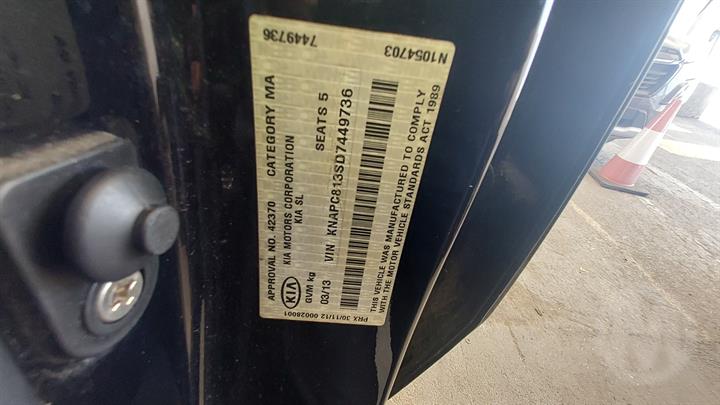 APPROVAL NO. 42370 CATEGORY MA 7449736
KIA MOTORS CORPORATION
KIA SL SEATS 5
KIA
GVM kg VIN KNAPC813SD7449736
03/13
THIS VEHICLE WAS MANUFACTURED TO COMPLY
WITH THE MOTOR VEHICLE STANDARDS ACT 1989
PRX 30/11/12 00028001 N1054703